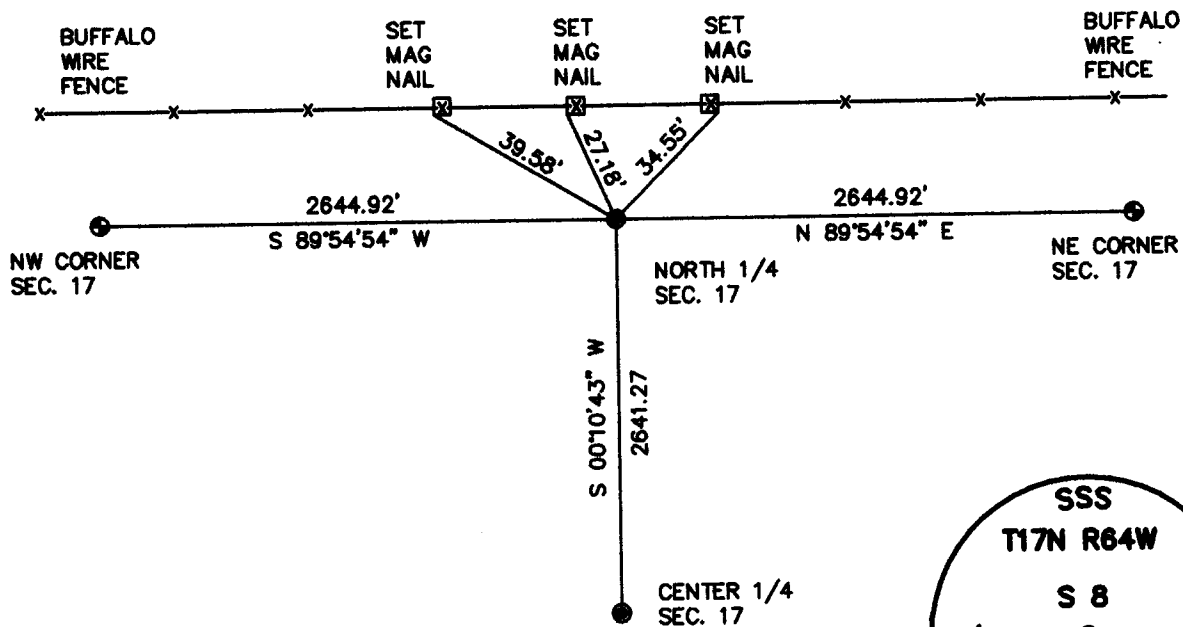 BUFFALO
WIRE
FENCE
SET
MAG
NAIL
SET
MAG
NAIL
SET
MAG
NAIL
BUFFALO
WIRE
FENCE
39.58'
27.18'
34.55'
2644.92'
S 89°54'54" W
2644.92'
N 89°54'54" E
NW CORNER
SEC. 17
NORTH 1/4
SEC. 17
NE CORNER
SEC. 17
S 00°10'43" W
2641.27
CENTER 1/4
SEC. 17
SSS
T17N R64W
S 8